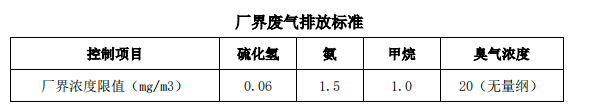 厂界废气排放标准
控制项目 硫化氢 氨 甲烷 臭气浓度
厂界浓度限值（mg/m3） 0.06 1.5 1.0 20（无量纲）